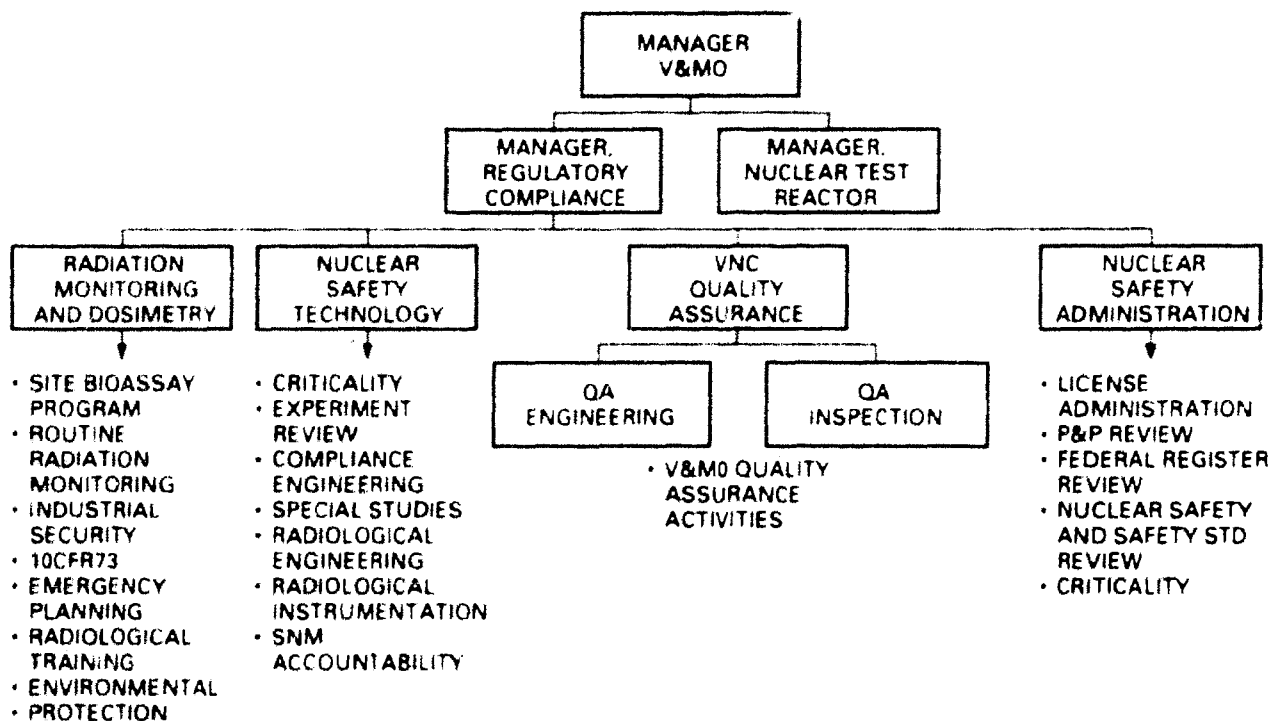 MANAGER
V&MO
MANAGER,
REGULATORY
COMPLIANCE
MANAGER,
NUCLEAR TEST
REACTOR
RADIATION
MONITORING
AND DOSIMETRY
NUCLEAR
SAFETY
TECHNOLOGY
VNC
QUALITY
ASSURANCE
NUCLEAR
SAFETY
ADMINISTRATION
• SITE BIOASSAY
PROGRAM
• ROUTINE
RADIATION
MONITORING
• INDUSTRIAL
SECURITY
• 10CFR73
• EMERGENCY
PLANNING
• RADIOLOGICAL
TRAINING
• ENVIRONMENTAL
• PROTECTION
• CRITICALITY
• EXPERIMENT
REVIEW
• COMPLIANCE
ENGINEERING
• SPECIAL STUDIES
• RADIOLOGICAL
ENGINEERING
• RADIOLOGICAL
INSTRUMENTATION
• SNM
ACCOUNTABILITY
QA
ENGINEERING
QA
INSPECTION
• V&MO QUALITY
ASSURANCE
ACTIVITIES
• LICENSE
ADMINISTRATION
• P&P REVIEW
• FEDERAL REGISTER
REVIEW
• NUCLEAR SAFETY
AND SAFETY STD
REVIEW
• CRITICALITY